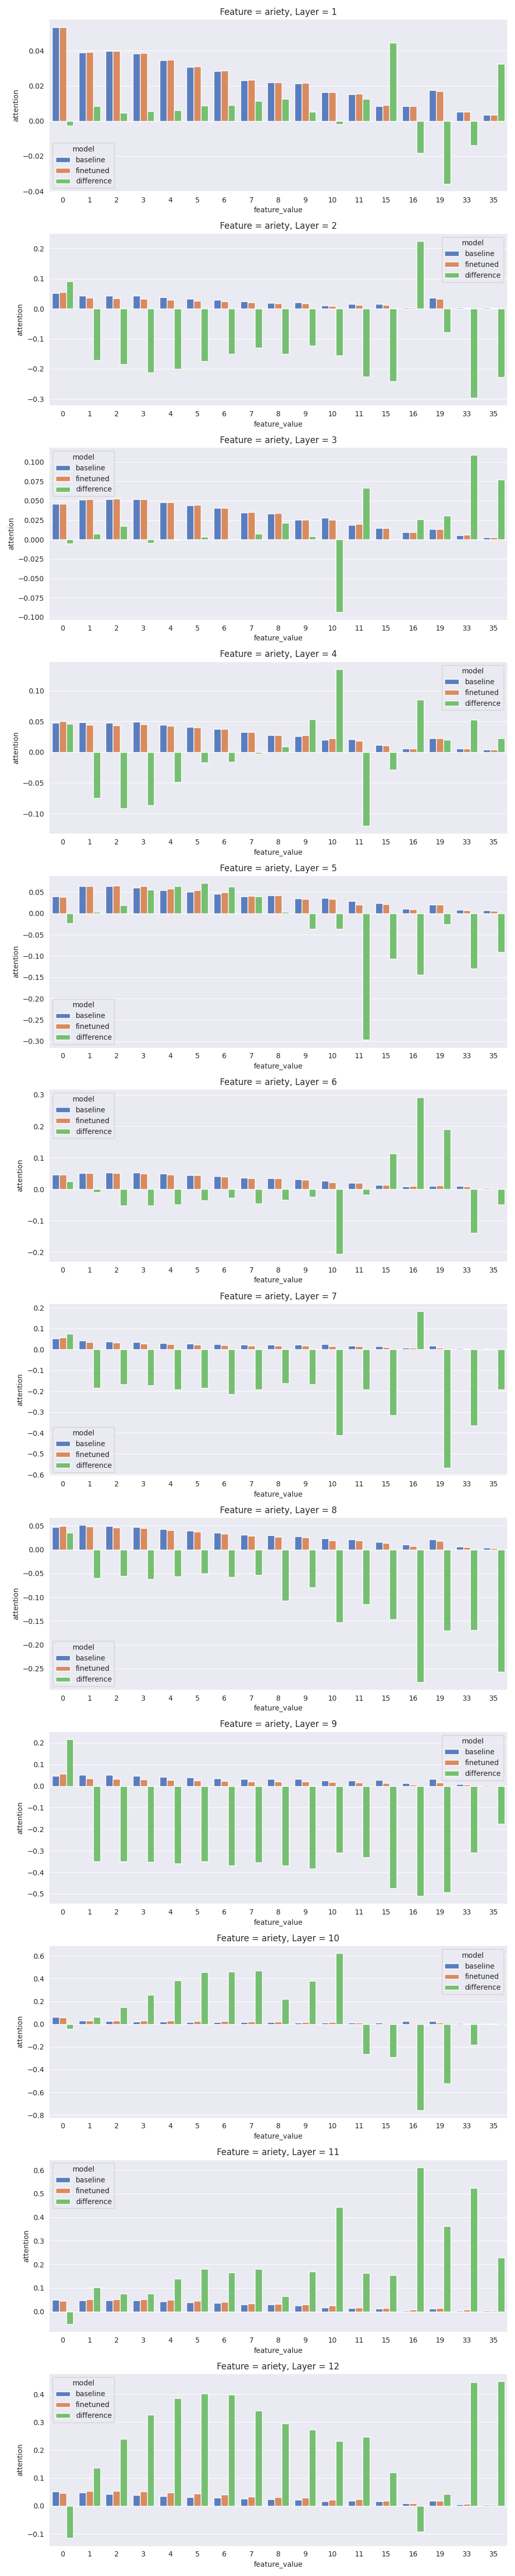 Feature = ariety, Layer = 1
attention
0.04
0.02
0.00
−0.02
−0.04
model
baseline
finetuned
difference
0 1 2 3 4 5 6 7 8 9 10 11 15 16 19 33 35
feature_value
Feature = ariety, Layer = 2
attention
0.2
0.1
0.0
−0.1
−0.2
−0.3
model
baseline
finetuned
difference
0 1 2 3 4 5 6 7 8 9 10 11 15 16 19 33 35
feature_value
Feature = ariety, Layer = 3
attention
0.100
0.075
0.050
0.025
0.000
−0.025
−0.050
−0.075
−0.100
model
baseline
finetuned
difference
0 1 2 3 4 5 6 7 8 9 10 11 15 16 19 33 35
feature_value
Feature = ariety, Layer = 4
attention
0.10
0.05
0.00
−0.05
−0.10
model
baseline
finetuned
difference
0 1 2 3 4 5 6 7 8 9 10 11 15 16 19 33 35
feature_value
Feature = ariety, Layer = 5
attention
0.05
0.00
−0.05
−0.10
−0.15
−0.20
−0.25
−0.30
model
baseline
finetuned
difference
0 1 2 3 4 5 6 7 8 9 10 11 15 16 19 33 35
feature_value
Feature = ariety, Layer = 6
attention
0.3
0.2
0.1
0.0
−0.1
−0.2
model
baseline
finetuned
difference
0 1 2 3 4 5 6 7 8 9 10 11 15 16 19 33 35
feature_value
Feature = ariety, Layer = 7
attention
0.2
0.1
0.0
−0.1
−0.2
−0.3
−0.4
−0.5
−0.6
model
baseline
finetuned
difference
0 1 2 3 4 5 6 7 8 9 10 11 15 16 19 33 35
feature_value
Feature = ariety, Layer = 8
attention
0.05
0.00
−0.05
−0.10
−0.15
−0.20
−0.25
model
baseline
finetuned
difference
0 1 2 3 4 5 6 7 8 9 10 11 15 16 19 33 35
feature_value
Feature = ariety, Layer = 9
attention
0.2
0.1
0.0
−0.1
−0.2
−0.3
−0.4
−0.5
model
baseline
finetuned
difference
0 1 2 3 4 5 6 7 8 9 10 11 15 16 19 33 35
feature_value
Feature = ariety, Layer = 10
attention
0.6
0.4
0.2
0.0
−0.2
−0.4
−0.6
−0.8
model
baseline
finetuned
difference
0 1 2 3 4 5 6 7 8 9 10 11 15 16 19 33 35
feature_value
Feature = ariety, Layer = 11
attention
0.6
0.5
0.4
0.3
0.2
0.1
0.0
model
baseline
finetuned
difference
0 1 2 3 4 5 6 7 8 9 10 11 15 16 19 33 35
feature_value
Feature = ariety, Layer = 12
attention
0.4
0.3
0.2
0.1
0.0
−0.1
model
baseline
finetuned
difference
0 1 2 3 4 5 6 7 8 9 10 11 15 16 19 33 35
feature_value